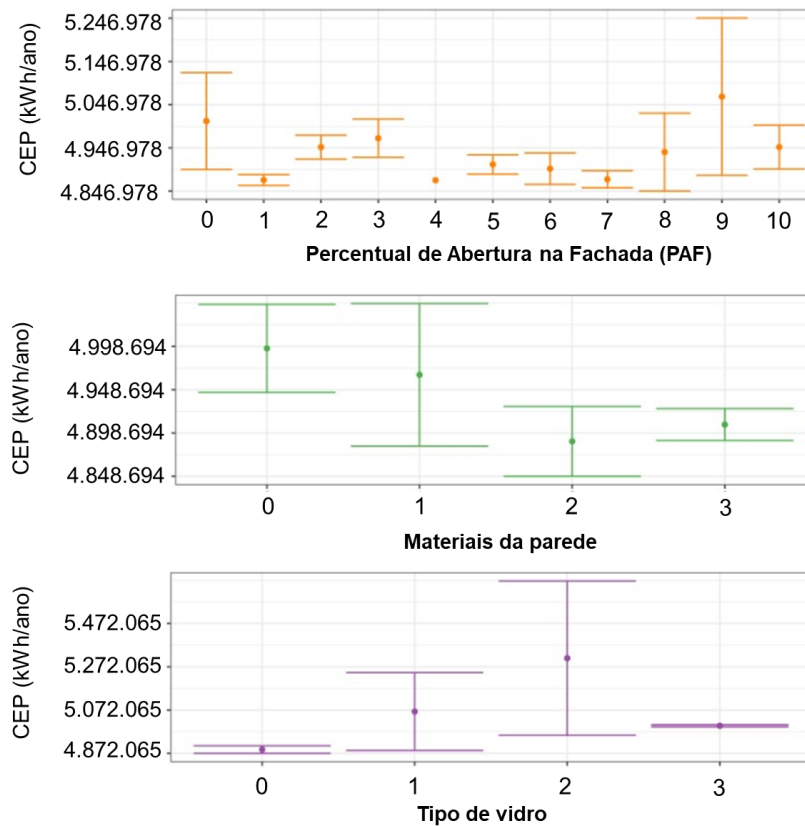 CEP (kWh/ano)
5.246.978
5.146.978
5.046.978
4.946.978
4.846.978
0 1 2 3 4 5 6 7 8 9 10
Percentual de Abertura na Fachada (PAF)
CEP (kWh/ano)
4.998.694
4.948.694
4.898.694
4.848.694
0 1 2 3
Materiais da parede
CEP (kWh/ano)
5.472.065
5.272.065
5.072.065
4.872.065
0 1 2 3
Tipo de vidro